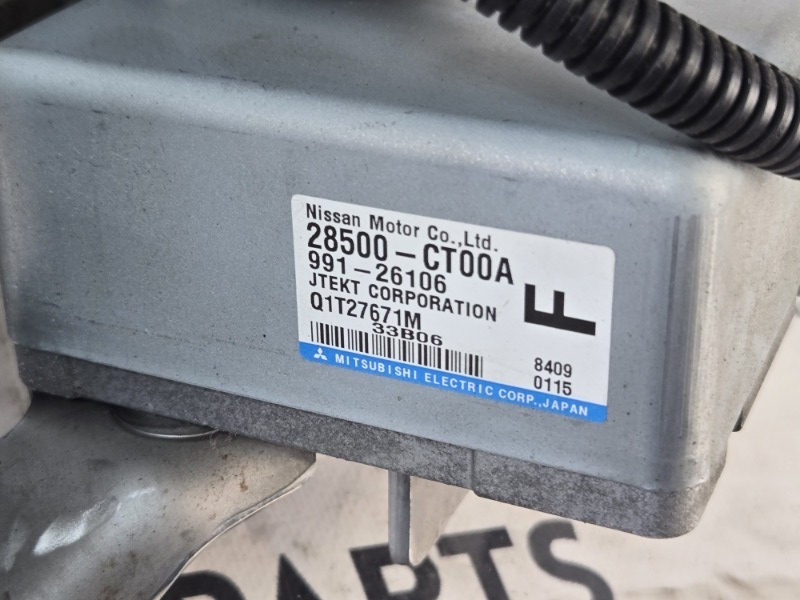 Nissan Motor Co.,Ltd.
28500-CT00A
991-26106
JTEKT CORPORATION
Q1T27671M
33B06
F
8409
0115
MITSUBISHI ELECTRIC CORP.,JAPAN
PARTS